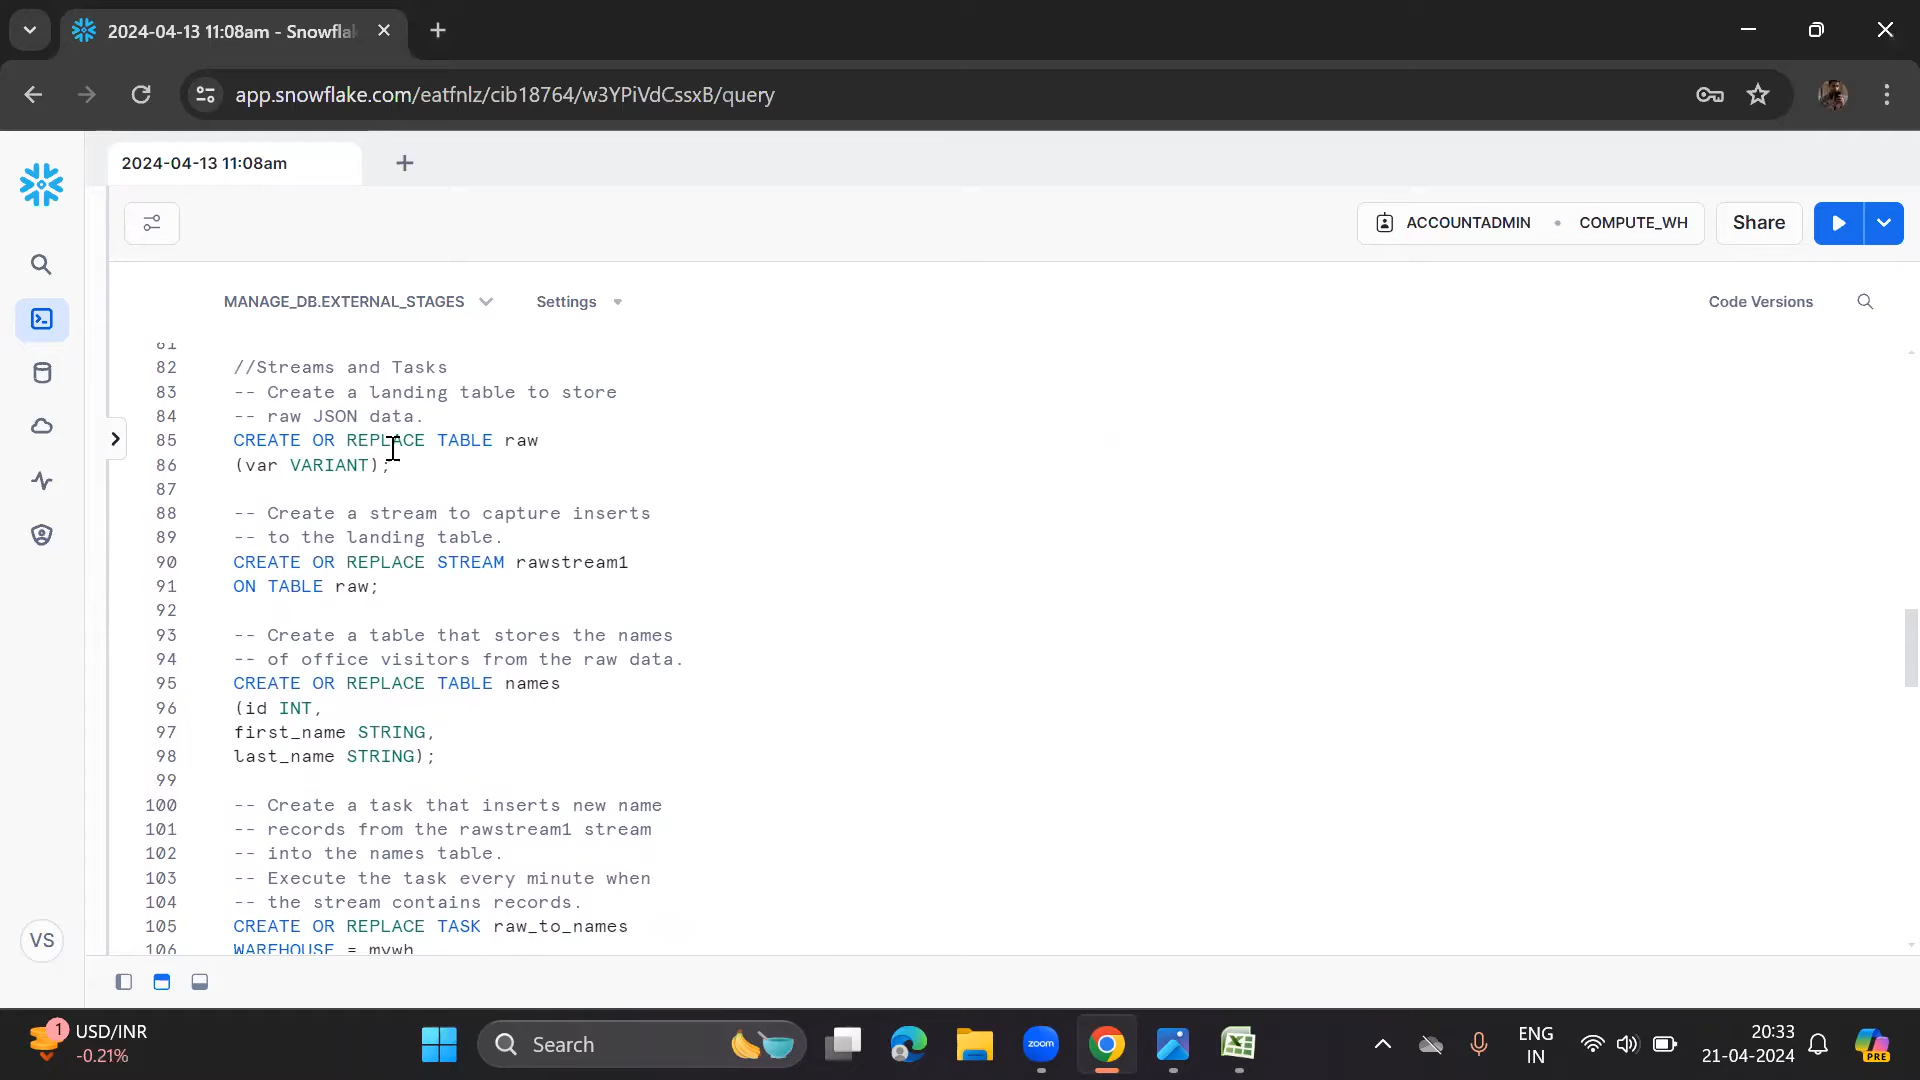 2024-04-13 11:08am - Snowfla
app.snowflake.com/eatfnlz/cib18764/w3YPiVdCssxB/query
2024-04-13 11:08am
ACCOUNTADMIN • COMPUTE_WH
Share
MANAGE_DB.EXTERNAL_STAGES
Settings
Code Versions
81
82 //Streams and Tasks
83 -- Create a landing table to store
84 -- raw JSON data.
85 CREATE OR REPLACE TABLE raw
86 (var VARIANT);
87
88 -- Create a stream to capture inserts
89 -- to the landing table.
90 CREATE OR REPLACE STREAM rawstream1
91 ON TABLE raw;
92
93 -- Create a table that stores the names
94 -- of office visitors from the raw data.
95 CREATE OR REPLACE TABLE names
96 (id INT,
97 first_name STRING,
98 last_name STRING);
99
100 -- Create a task that inserts new name
101 -- records from the rawstream1 stream
102 -- into the names table.
103 -- Execute the task every minute when
104 -- the stream contains records.
105 CREATE OR REPLACE TASK raw_to_names
106 WAREHOUSE = mywh
VS
1
USD/INR
-0.21%
Search
zoom
ENG
IN
20:33
21-04-2024
PRE